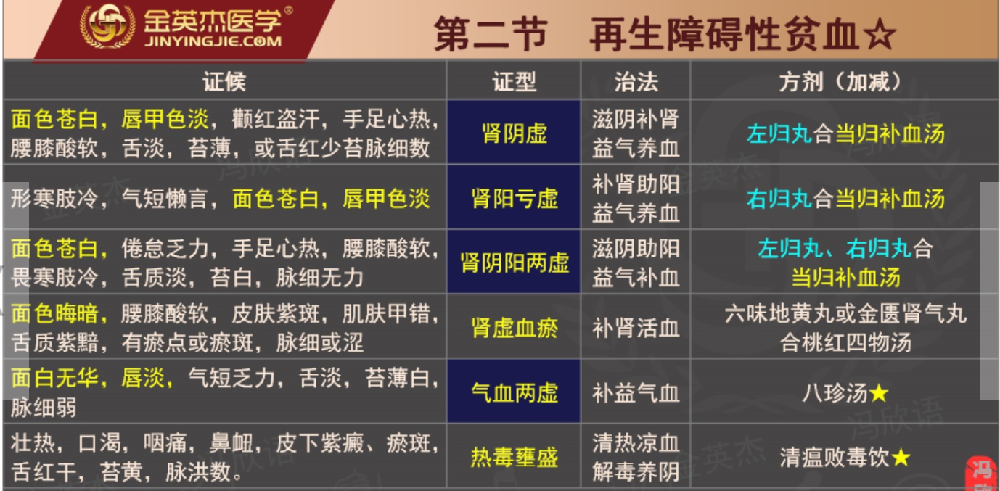 金英杰医学®
JINYINGJIE.COM
第二节 再生障碍性贫血☆
证候 证型 治法 方剂（加减）
面色苍白，唇甲色淡，颧红盗汗，手足心热，
腰膝酸软，舌淡，苔薄，或舌红少苔脉细数
肾阴虚
滋阴补肾
益气养血
左归丸合当归补血汤
形寒肢冷，气短懒言，面色苍白，唇甲色淡
肾阳亏虚
补肾助阳
益气养血
右归丸合当归补血汤
面色苍白，倦怠乏力，手足心热，腰膝酸软，
畏寒肢冷，舌质淡，苔白，脉细无力
肾阴阳两虚
滋阴助阳
益气补血
左归丸、右归丸合
当归补血汤
面色晦暗，腰膝酸软，皮肤紫斑，肌肤甲错，
舌质紫黯，有瘀点或瘀斑，脉细或涩
肾虚血瘀
补肾活血
六味地黄丸或金匮肾气丸
合桃红四物汤
面白无华，唇淡，气短乏力，舌淡，苔薄白，
脉细弱
气血两虚
补益气血
八珍汤★
壮热，口渴，咽痛，鼻衄，皮下紫癜、瘀斑，
舌红干，苔黄，脉洪数。
热毒壅盛
清热凉血
解毒养阴
清瘟败毒饮★
冯欣语
金英杰
冯欣语
金英杰
冯